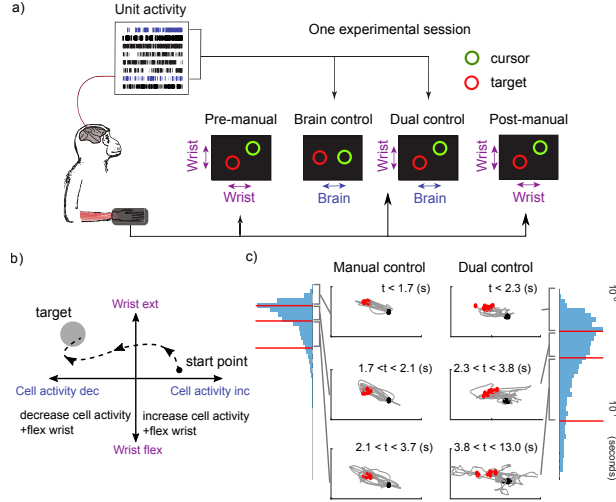 a)
Unit activity
One experimental session
cursor
target
Pre-manual
Brain control
Dual control
Post-manual
Wrist
Wrist
Wrist
Wrist
Brain
Brain
Wrist
b)
Wrist ext
target
start point
Cell activity dec
Cell activity inc
decrease cell activity
+flex wrist
increase cell activity
+flex wrist
Wrist flex
c)
Manual control
Dual control
t < 1.7 (s)
t < 2.3 (s)
1.7 <t < 2.1 (s)
2.3 < t < 3.8 (s)
2.1 < t < 3.7 (s)
3.8 < t < 13.0 (s)
(seconds)